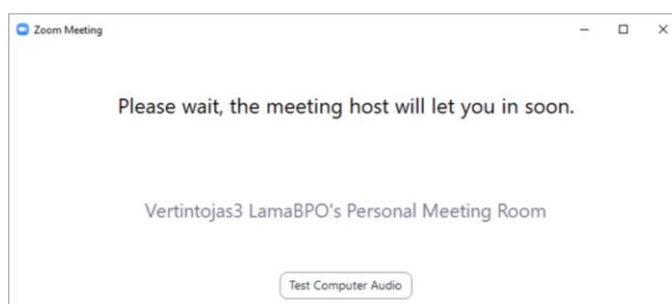 Zoom Meeting
Please wait, the meeting host will let you in soon.
Vertintojas3 LamaBPO's Personal Meeting Room
Test Computer Audio